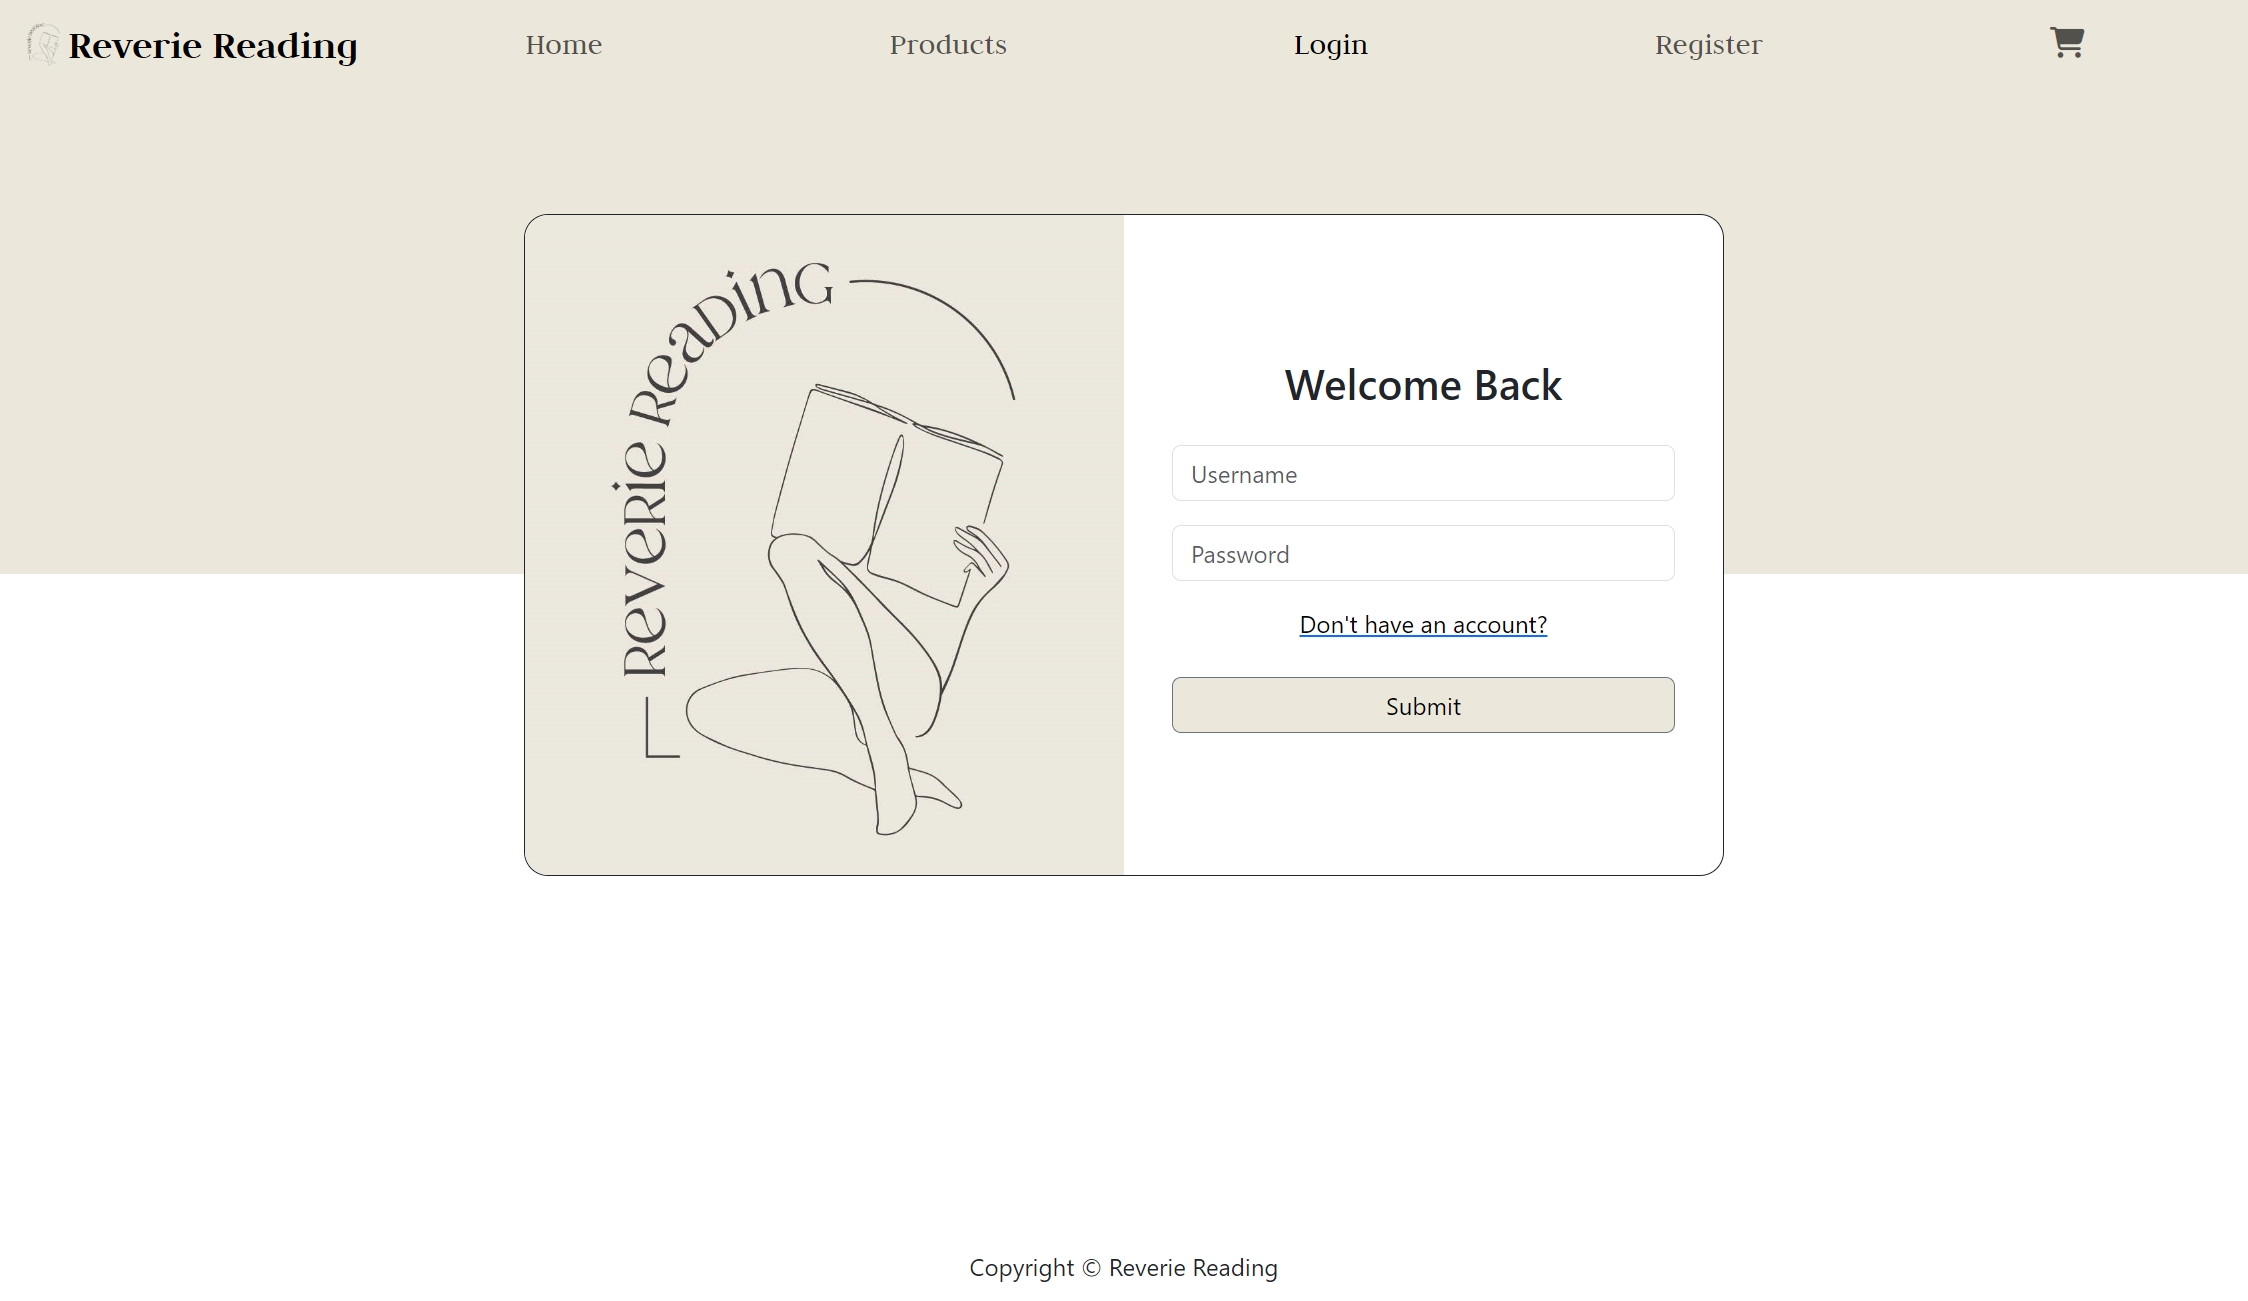 Reverie Reading
Home
Products
Login
Register
Reverie Reading
Welcome Back
Username
Password
Don't have an account?
Submit
Copyright © Reverie Reading